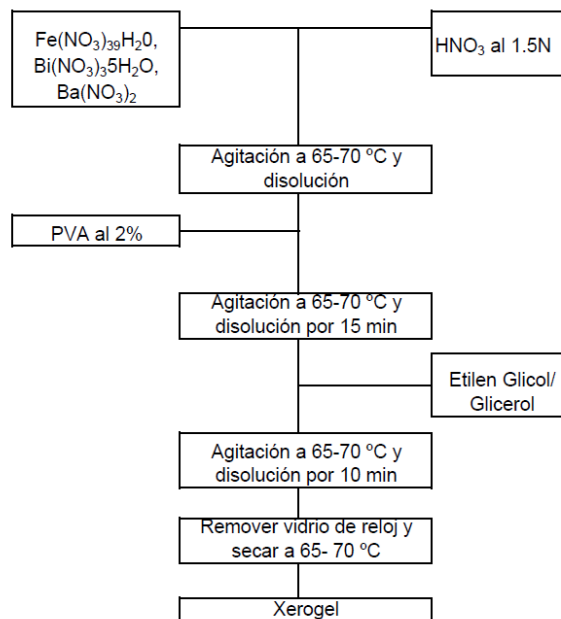 Fe(NO₃)₃9H₂0,
Bi(NO₃)₃5H₂O,
Ba(NO₃)₂
HNO₃ al 1.5N
Agitación a 65-70 ºC y
disolución
PVA al 2%
Agitación a 65-70 ºC y
disolución por 15 min
Etilen Glicol/
Glicerol
Agitación a 65-70 ºC y
disolución por 10 min
Remover vidrio de reloj y
secar a 65- 70 ºC
Xerogel